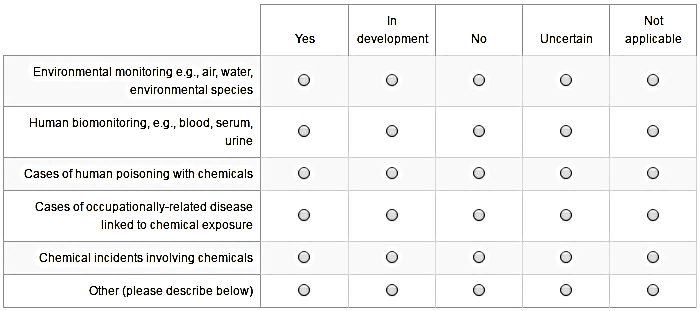 Yes
In
development
No
Uncertain
Not
applicable
Environmental monitoring e.g., air, water,
environmental species
Human biomonitoring, e.g., blood, serum,
urine
Cases of human poisoning with chemicals
Cases of occupationally-related disease
linked to chemical exposure
Chemical incidents involving chemicals
Other (please describe below)